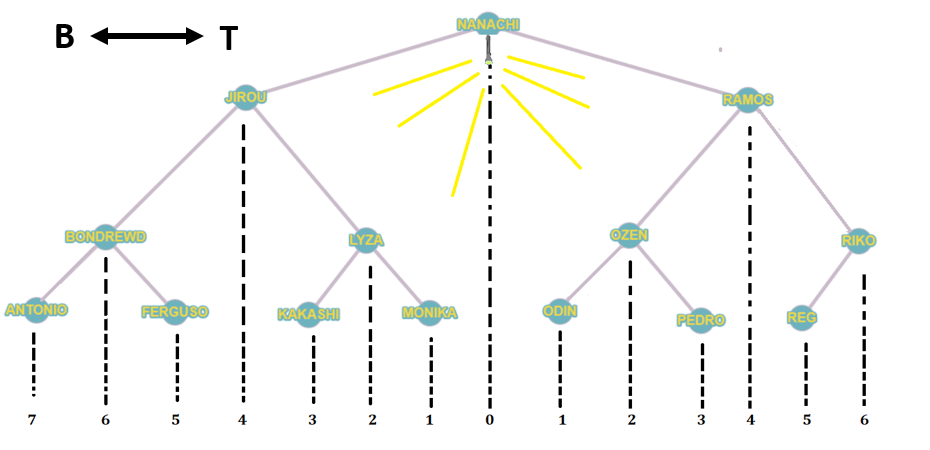 NANACHI
B T
JIROU RAMOS
BONDREWD LYZA OZEN RIKO
ANTONIO FERGUSO KAKASHI MONIKA ODIN PEDRO REG
7 6 5 4 3 2 1 0 1 2 3 4 5 6